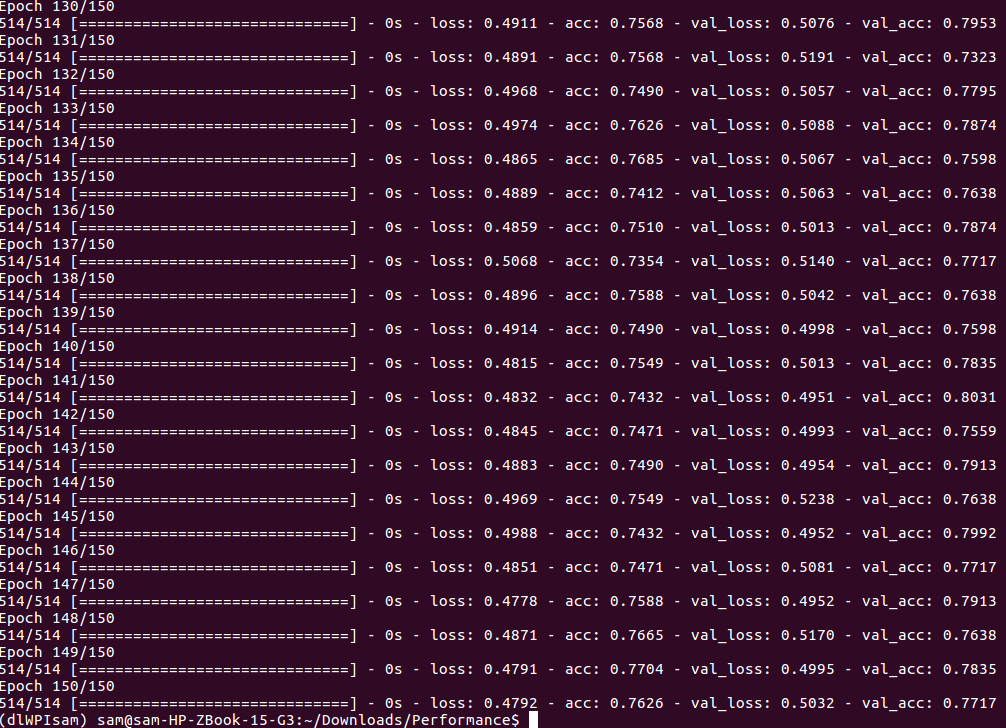 Epoch 130/150
514/514 [==============================] - 0s - loss: 0.4911 - acc: 0.7568 - val_loss: 0.5076 - val_acc: 0.7953
Epoch 131/150
514/514 [==============================] - 0s - loss: 0.4891 - acc: 0.7568 - val_loss: 0.5191 - val_acc: 0.7323
Epoch 132/150
514/514 [==============================] - 0s - loss: 0.4968 - acc: 0.7490 - val_loss: 0.5057 - val_acc: 0.7795
Epoch 133/150
514/514 [==============================] - 0s - loss: 0.4974 - acc: 0.7626 - val_loss: 0.5088 - val_acc: 0.7874
Epoch 134/150
514/514 [==============================] - 0s - loss: 0.4865 - acc: 0.7685 - val_loss: 0.5067 - val_acc: 0.7598
Epoch 135/150
514/514 [==============================] - 0s - loss: 0.4889 - acc: 0.7412 - val_loss: 0.5063 - val_acc: 0.7638
Epoch 136/150
514/514 [==============================] - 0s - loss: 0.4859 - acc: 0.7510 - val_loss: 0.5013 - val_acc: 0.7874
Epoch 137/150
514/514 [==============================] - 0s - loss: 0.5068 - acc: 0.7354 - val_loss: 0.5140 - val_acc: 0.7717
Epoch 138/150
514/514 [==============================] - 0s - loss: 0.4896 - acc: 0.7588 - val_loss: 0.5042 - val_acc: 0.7638
Epoch 139/150
514/514 [==============================] - 0s - loss: 0.4914 - acc: 0.7490 - val_loss: 0.4998 - val_acc: 0.7598
Epoch 140/150
514/514 [==============================] - 0s - loss: 0.4815 - acc: 0.7549 - val_loss: 0.5013 - val_acc: 0.7835
Epoch 141/150
514/514 [==============================] - 0s - loss: 0.4832 - acc: 0.7432 - val_loss: 0.4951 - val_acc: 0.8031
Epoch 142/150
514/514 [==============================] - 0s - loss: 0.4845 - acc: 0.7471 - val_loss: 0.4993 - val_acc: 0.7559
Epoch 143/150
514/514 [==============================] - 0s - loss: 0.4883 - acc: 0.7490 - val_loss: 0.4954 - val_acc: 0.7913
Epoch 144/150
514/514 [==============================] - 0s - loss: 0.4969 - acc: 0.7549 - val_loss: 0.5238 - val_acc: 0.7638
Epoch 145/150
514/514 [==============================] - 0s - loss: 0.4988 - acc: 0.7432 - val_loss: 0.4952 - val_acc: 0.7992
Epoch 146/150
514/514 [==============================] - 0s - loss: 0.4851 - acc: 0.7471 - val_loss: 0.5081 - val_acc: 0.7717
Epoch 147/150
514/514 [==============================] - 0s - loss: 0.4778 - acc: 0.7588 - val_loss: 0.4952 - val_acc: 0.7913
Epoch 148/150
514/514 [==============================] - 0s - loss: 0.4871 - acc: 0.7665 - val_loss: 0.5170 - val_acc: 0.7638
Epoch 149/150
514/514 [==============================] - 0s - loss: 0.4791 - acc: 0.7704 - val_loss: 0.4995 - val_acc: 0.7835
Epoch 150/150
514/514 [==============================] - 0s - loss: 0.4792 - acc: 0.7626 - val_loss: 0.5032 - val_acc: 0.7717
(dlWPIsam) sam@sam-HP-ZBook-15-G3:~/Downloads/Performance$